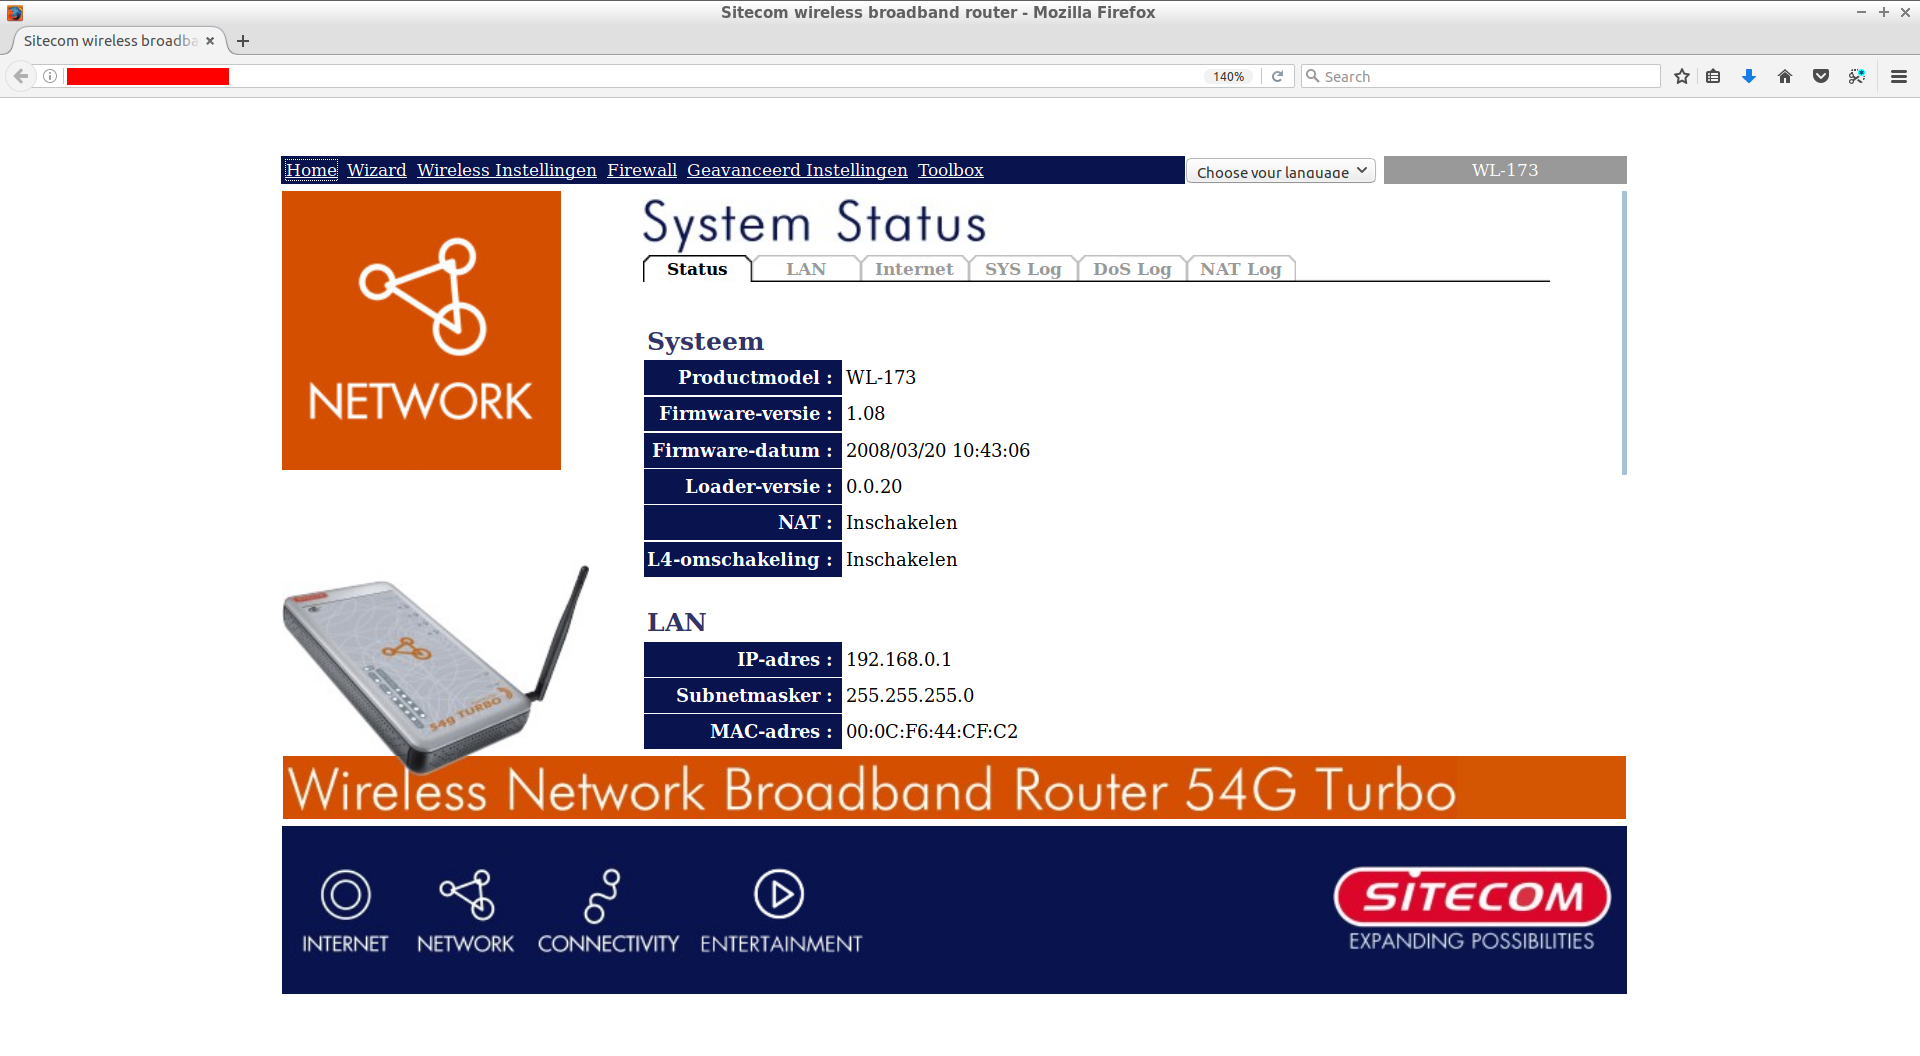 Sitecom wireless broadband router - Mozilla Firefox
Sitecom wireless broadba
140%
Search
Home Wizard Wireless Instellingen Firewall Geavanceerd Instellingen Toolbox Choose your language WL-173
System Status
Status LAN Internet SYS Log DoS Log NAT Log
NETWORK
Systeem
Productmodel : WL-173
Firmware-versie : 1.08
Firmware-datum : 2008/03/20 10:43:06
Loader-versie : 0.0.20
NAT : Inschakelen
L4-omschakeling : Inschakelen
LAN
IP-adres : 192.168.0.1
Subnetmasker : 255.255.255.0
MAC-adres : 00:0C:F6:44:CF:C2
54g TURBO
Wireless Network Broadband Router 54G Turbo
INTERNET NETWORK CONNECTIVITY ENTERTAINMENT
SITECOM
EXPANDING POSSIBILITIES